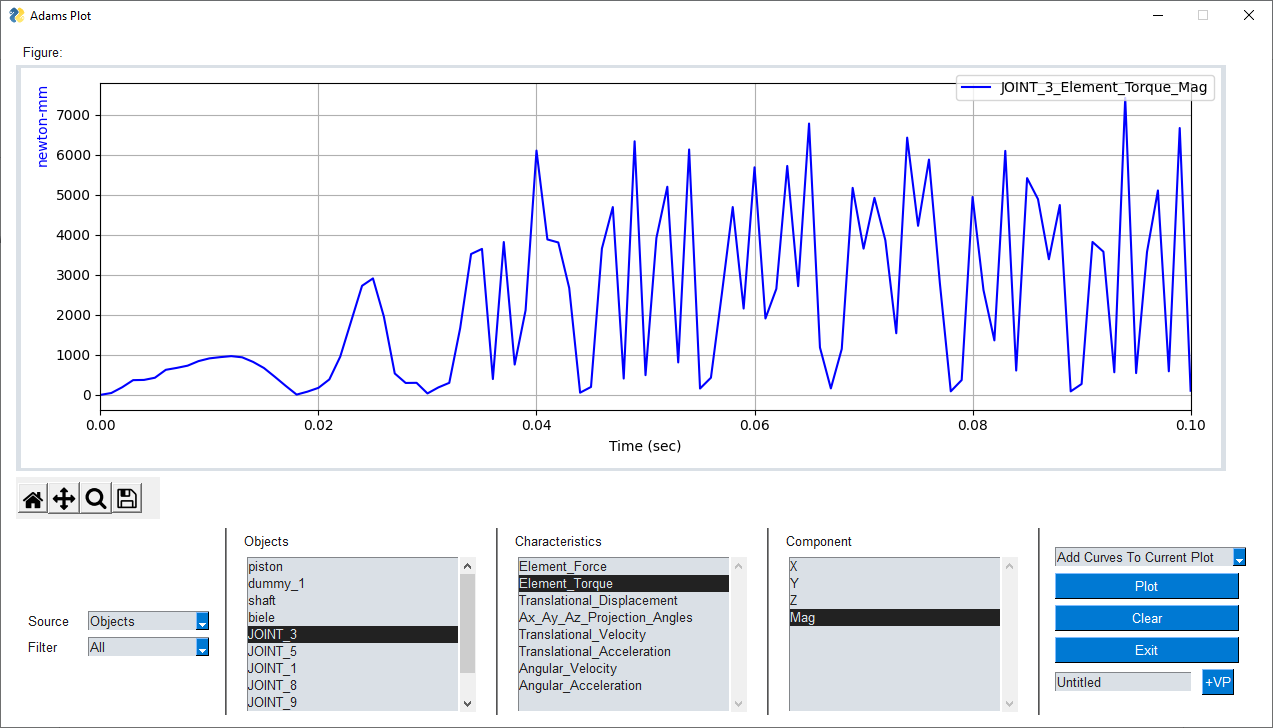 Adams Plot
Figure:
JOINT_3_Element_Torque_Mag
newton-mm
7000
6000
5000
4000
3000
2000
1000
0
0.00 0.02 0.04 0.06 0.08 0.10
Time (sec)
Source Objects
Filter All
Objects
piston
dummy_1
shaft
biele
JOINT_3
JOINT_5
JOINT_1
JOINT_8
JOINT_9
Characteristics
Element_Force
Element_Torque
Translational_Displacement
Ax_Ay_Az_Projection_Angles
Translational_Velocity
Translational_Acceleration
Angular_Velocity
Angular_Acceleration
Component
X
Y
Z
Mag
Add Curves To Current Plot
Plot
Clear
Exit
Untitled +VP